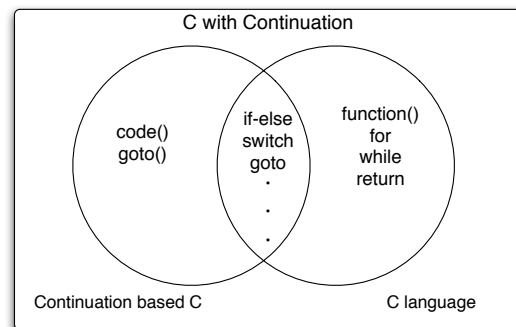 C with Continuation
code()
goto()
if-else
switch
goto
.
.
.
function()
for
while
return
Continuation based C
C language